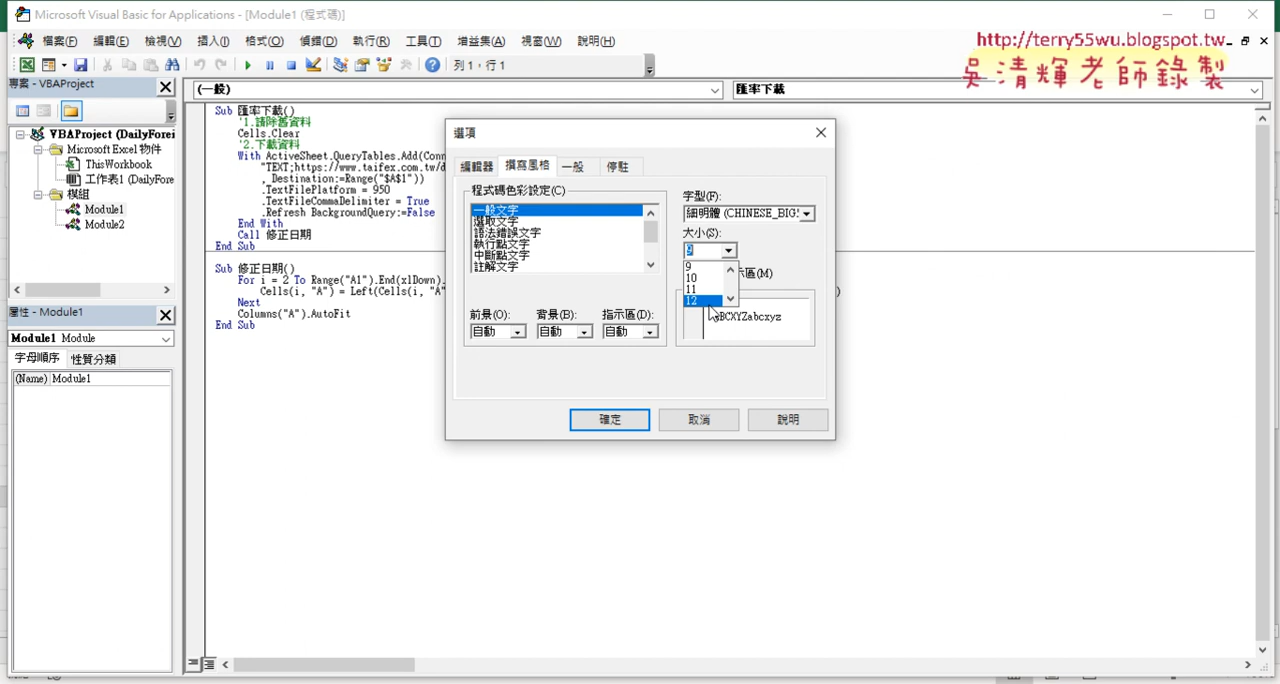 Microsoft Visual Basic for Applications - [Module1 (程式碼)]
http://terry55wu.blogspot.tw
吳清輝老師錄製
檔案(F) 編輯(E) 檢視(V) 插入(I) 格式(O) 偵錯(D) 執行(R) 工具(T) 增益集(A) 視窗(W) 說明(H)
列 1，行 1
專案 - VBAProject
(一般)
匯率下載
VBAProject (DailyForei
Microsoft Excel 物件
ThisWorkbook
工作表1 (DailyFore
模組
Module1
Module2
屬性 - Module1
Module1 Module
字母順序 性質分類
(Name) Module1
Sub 匯率下載()
'1.請除舊資料
Cells.Clear
'2.下載資料
With ActiveSheet.QueryTables.Add(Conn
"TEXT;https://www.taifex.com.tw/d
, Destination:=Range("$A$1"))
.TextFilePlatform = 950
.TextFileCommaDelimiter = True
.Refresh BackgroundQuery:=False
End With
Call 修正日期
End Sub
Sub 修正日期()
For i = 2 To Range("A1").End(xlDown).
Cells(i, "A") = Left(Cells(i, "A"
)
Next
Columns("A").AutoFit
End Sub
選項
編輯器 撰寫風格 一般 停駐
程式碼色彩設定(C)
一般文字
選取文字
語法錯誤文字
執行點文字
中斷點文字
註解文字
前景(O): 背景(B): 指示區(D):
自動 自動 自動
字型(F):
細明體 (CHINESE_BIG!
大小(S):
9
9
10
11
12
示區(M)
BCXYZabcxyz
確定 取消 說明